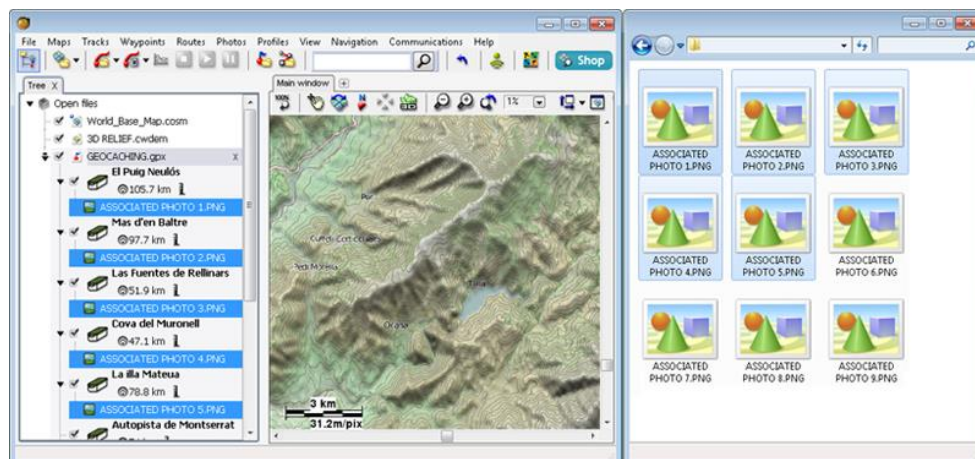 File Maps Tracks Waypoints Routes Photos Profiles View Navigation Communications Help
Shop
Tree X
Main window
Open files
World_Base_Map.cosm
3D RELIEF.cwdem
GEOCACHING.gpx x
El Puig Neulós
105.7 km
ASSOCIATED PHOTO 1.PNG
Mas d'en Baltre
97.7 km
ASSOCIATED PHOTO 2.PNG
Las Fuentes de Rellinars
51.9 km
ASSOCIATED PHOTO 3.PNG
Cova del Muronell
47.1 km
ASSOCIATED PHOTO 4.PNG
La illa Mateua
78.8 km
ASSOCIATED PHOTO 5.PNG
Autopista de Montserrat
100%
1%
Ocasa
3 km
31.2m/pix
ASSOCIATED PHOTO 1.PNG
ASSOCIATED PHOTO 2.PNG
ASSOCIATED PHOTO 3.PNG
ASSOCIATED PHOTO 4.PNG
ASSOCIATED PHOTO 5.PNG
ASSOCIATED PHOTO 6.PNG
ASSOCIATED PHOTO 7.PNG
ASSOCIATED PHOTO 8.PNG
ASSOCIATED PHOTO 9.PNG